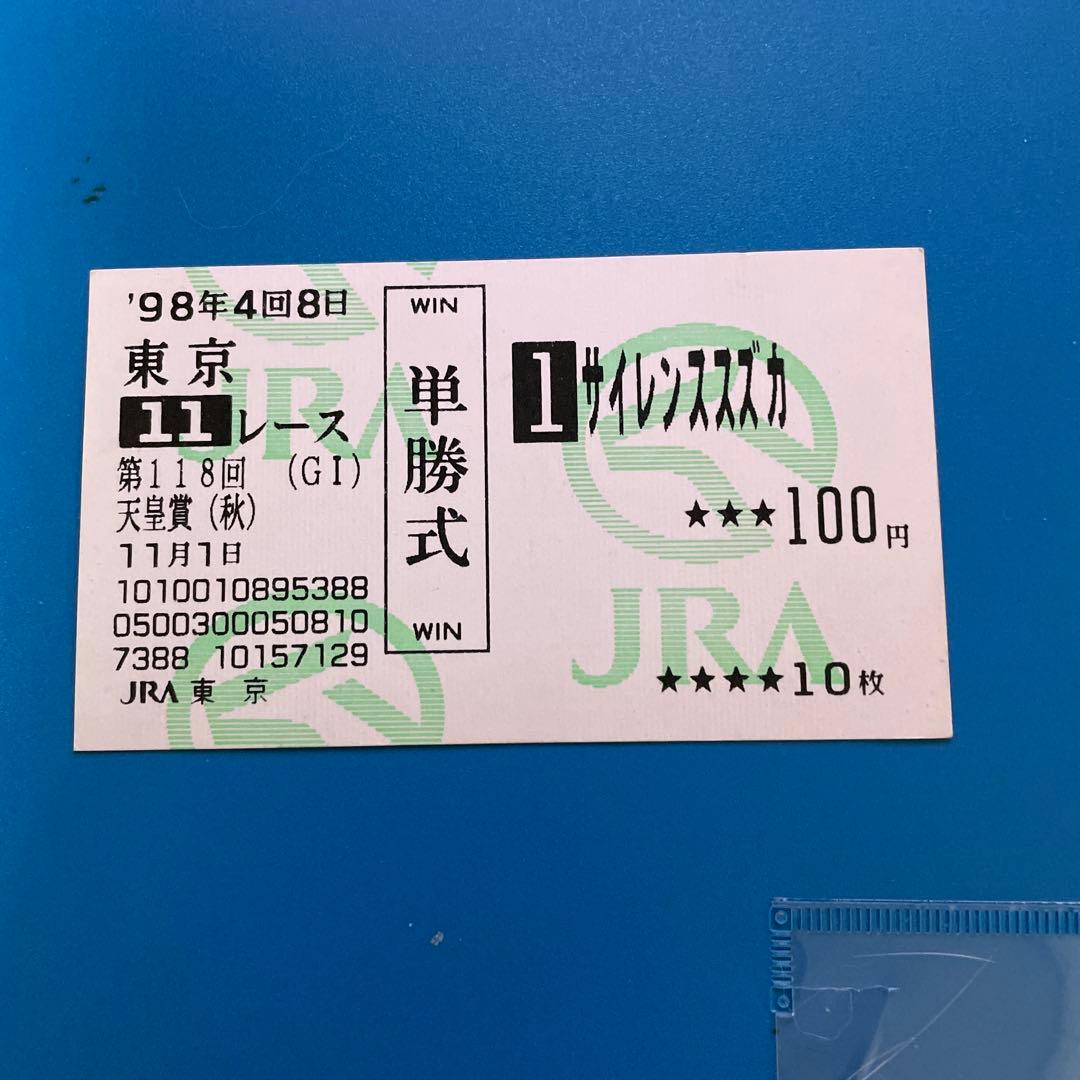 '98年4回8日
東京
11レース
第118回 (GI)
天皇賞(秋)
11月1日
1010010895388
0500300050810
7388 10157129
JRA 東京
WIN
単勝式
WIN
1サイレンススズカ
★★★100円
★★★★10枚
JRA
JRA